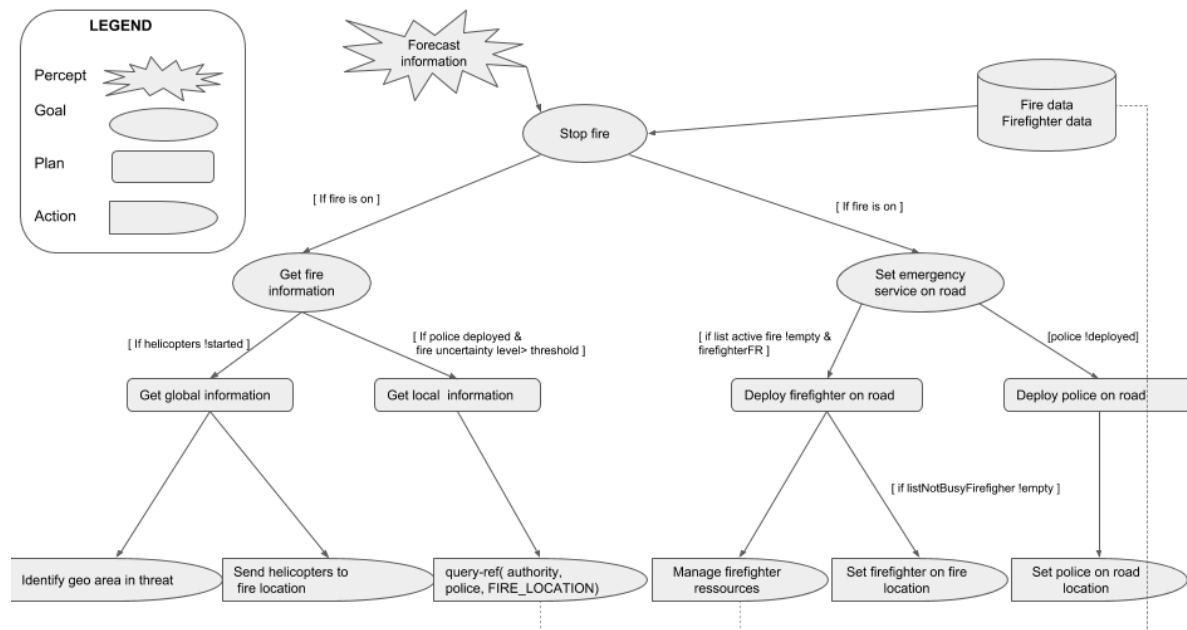 LEGEND
Percept
Goal
Plan
Action
Forecast
information
Stop fire
Fire data
Firefighter data
[ If fire is on ]
[ If fire is on ]
Get fire
information
Set emergency
service on road
[ If helicopters !started ]
[ If police deployed &
fire uncertainty level> threshold ]
[ if list active fire !empty &
firefighterFR ]
[police !deployed]
Get global information
Get local information
Deploy firefighter on road
Deploy police on road
[ if listNotBusyFirefigher !empty ]
Identify geo area in threat
Send helicopters to
fire location
query-ref( authority,
police, FIRE_LOCATION)
Manage firefighter
ressources
Set firefighter on fire
location
Set police on road
location